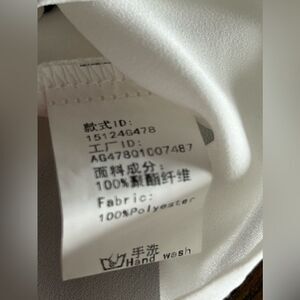 款式ID:
15124G478
工厂ID:
AG47801007487
面料成分:
100%聚酯纤维
Fabric:
100%Polyester
手洗
Hand wash